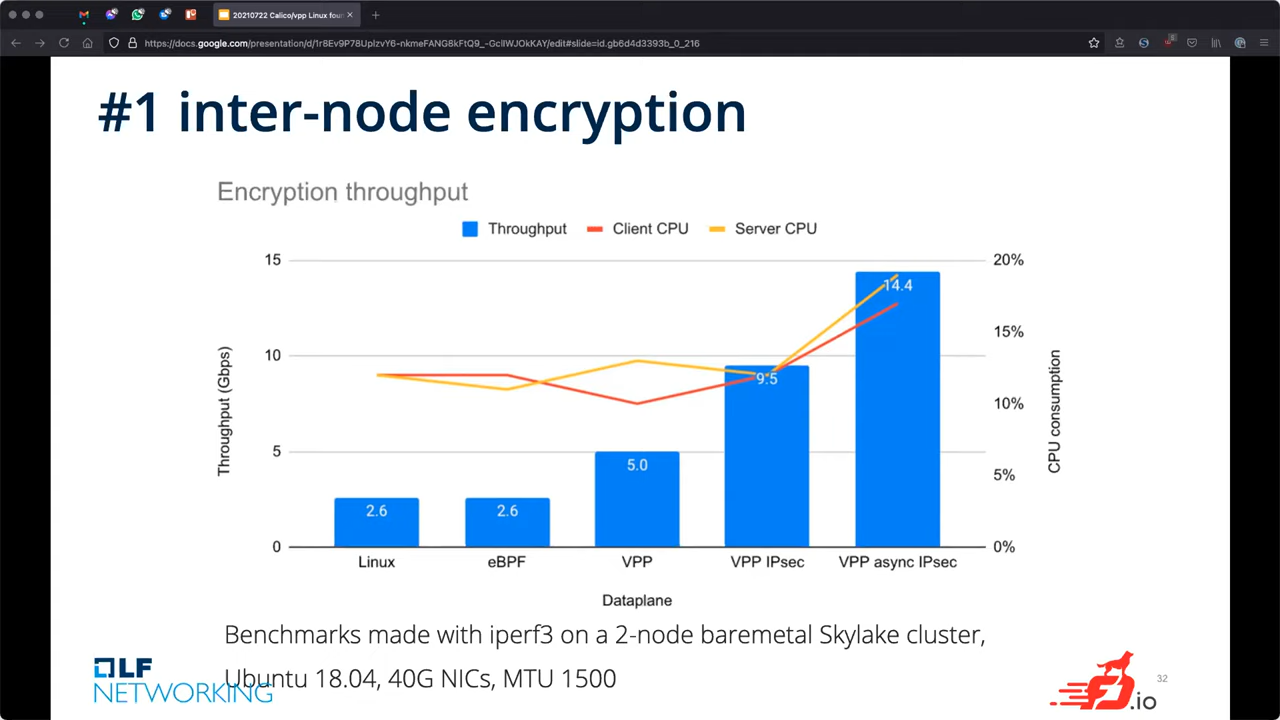 20210722 Calico/vpp Linux foun
https://docs.google.com/presentation/d/1r8Ev9P78UplzvY6-nkmeFANG8kFtQ9_-GcIIWJOkKAY/edit#slide=id.gb6d4d3393b_0_216
#1 inter-node encryption
Encryption throughput
Throughput Client CPU Server CPU
15 20%
14.4
15%
10
9.5
10%
5
5.0
5%
2.6 2.6
0 0%
Throughput (Gbps)
CPU consumption
Linux eBPF VPP VPP IPsec VPP async IPsec
Dataplane
Benchmarks made with iperf3 on a 2-node baremetal Skylake cluster,
Ubuntu 18.04, 40G NICs, MTU 1500
LF
NETWORKING
.io
32